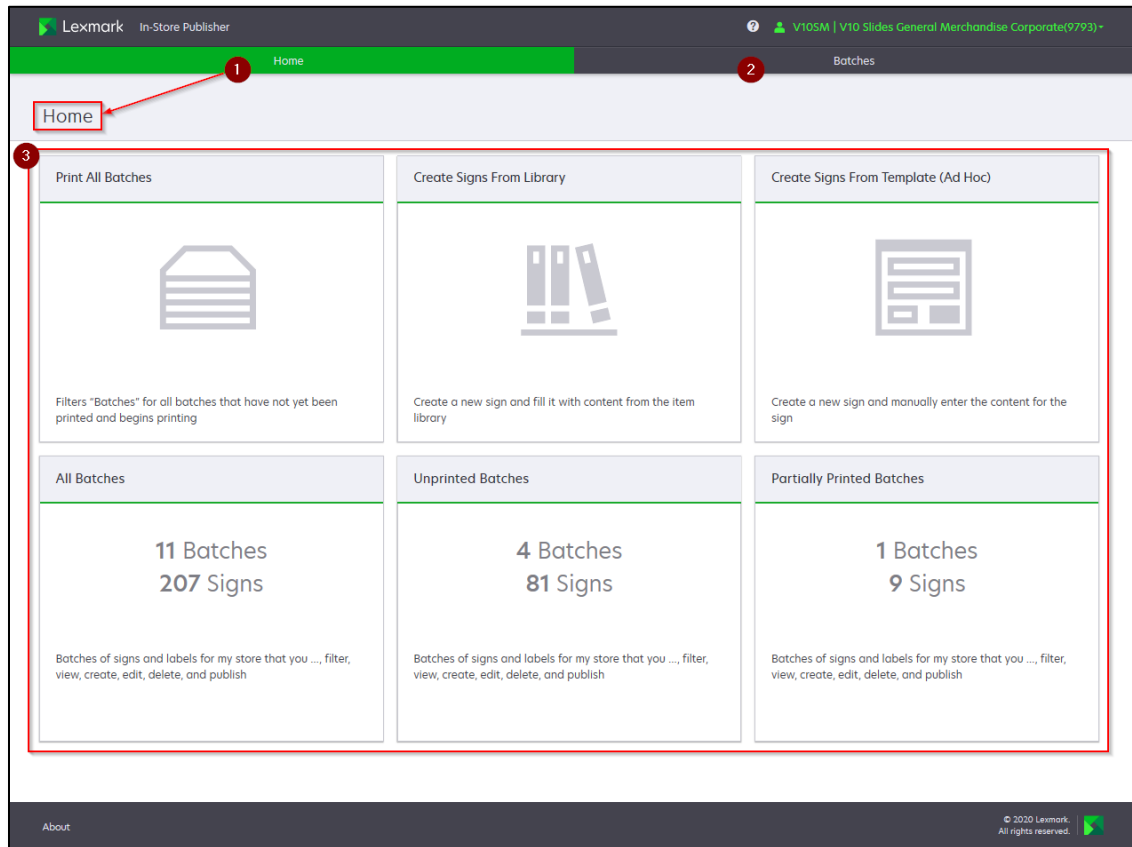 Lexmark In-Store Publisher
? V10SM | V10 Slides General Merchandise Corporate(9793)
1 Home
2 Batches
Home
3
Print All Batches
Filters "Batches" for all batches that have not yet been
printed and begins printing
Create Signs From Library
Create a new sign and fill it with content from the item
library
Create Signs From Template (Ad Hoc)
Create a new sign and manually enter the content for the
sign
All Batches
11 Batches
207 Signs
Batches of signs and labels for my store that you ..., filter,
view, create, edit, delete, and publish
Unprinted Batches
4 Batches
81 Signs
Batches of signs and labels for my store that you ..., filter,
view, create, edit, delete, and publish
Partially Printed Batches
1 Batches
9 Signs
Batches of signs and labels for my store that you ..., filter,
view, create, edit, delete, and publish
About
© 2020 Lexmark.
All rights reserved.